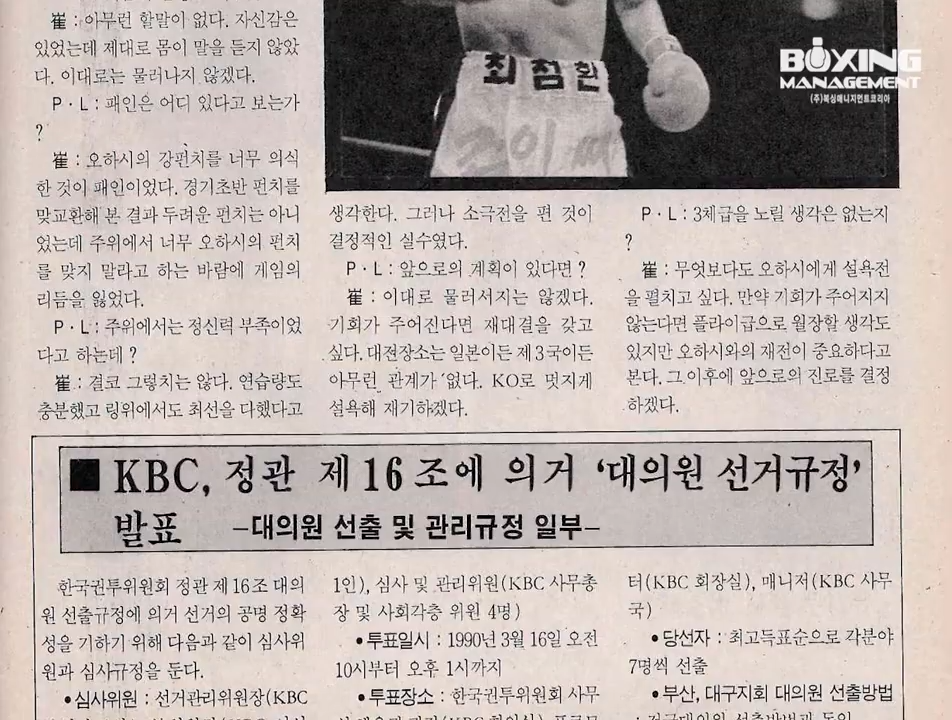 崔 : 아무런 할말이 없다. 자신감은
있었는데 제대로 몸이 말을 듣지 않았
다. 이대로는 물러나지 않겠다.
P · L : 패인은 어디 있다고 보는가
?
崔 : 오하시의 강펀치를 너무 의식
한 것이 패인이었다. 경기초반 펀치를
맞교환해 본 결과 두려운 펀치는 아니
었는데 주위에서 너무 오하시의 펀치
를 맞지 말라고 하는 바람에 게임의
리듬을 잃었다.
P · L : 주위에서는 정신력 부족이었
다고 하는데 ?
崔 : 결코 그렇치는 않다. 연습량도
충분했고 링위에서도 최선을 다했다고
최점환
BOXING
MANAGEMENT
(주)복싱매니지먼트코리아
생각한다. 그러나 소극전을 편 것이
결정적인 실수였다.
P · L : 앞으로의 계획이 있다면 ?
崔 : 이대로 물러서지는 않겠다.
기회가 주어진다면 재대결을 갖고
싶다. 대전장소는 일본이든 제3국이든
아무런 관계가 없다. KO로 멋지게
설욕해 재기하겠다.
P · L : 3체급을 노릴 생각은 없는지
?
崔 : 무엇보다도 오하시에게 설욕전
을 펼치고 싶다. 만약 기회가 주어지지
않는다면 플라이급으로 월장할 생각도
있지만 오하시와의 재전이 중요하다고
본다. 그 이후에 앞으로의 진로를 결정
하겠다.
■ KBC, 정관 제16조에 의거 ‘대의원 선거규정’
발표 –대의원 선출 및 관리규정 일부–
한국권투위원회 정관 제16조 대의
원 선출규정에 의거 선거의 공명 정확
성을 기하기 위해 다음과 같이 심사위
원과 심사규정을 둔다.
• 심사위원 : 선거관리위원장(KBC
1인), 심사 및 관리위원(KBC 사무총
장 및 사회각층 위원 4명)
• 투표일시 : 1990년 3월 16일 오전
10시부터 오후 1시까지
• 투표장소 : 한국권투위원회 사무
터(KBC 회장실), 매니저(KBC 사무
국)
• 당선자 : 최고득표순으로 각분야
7명씩 선출
• 부산, 대구지회 대의원 선출방법